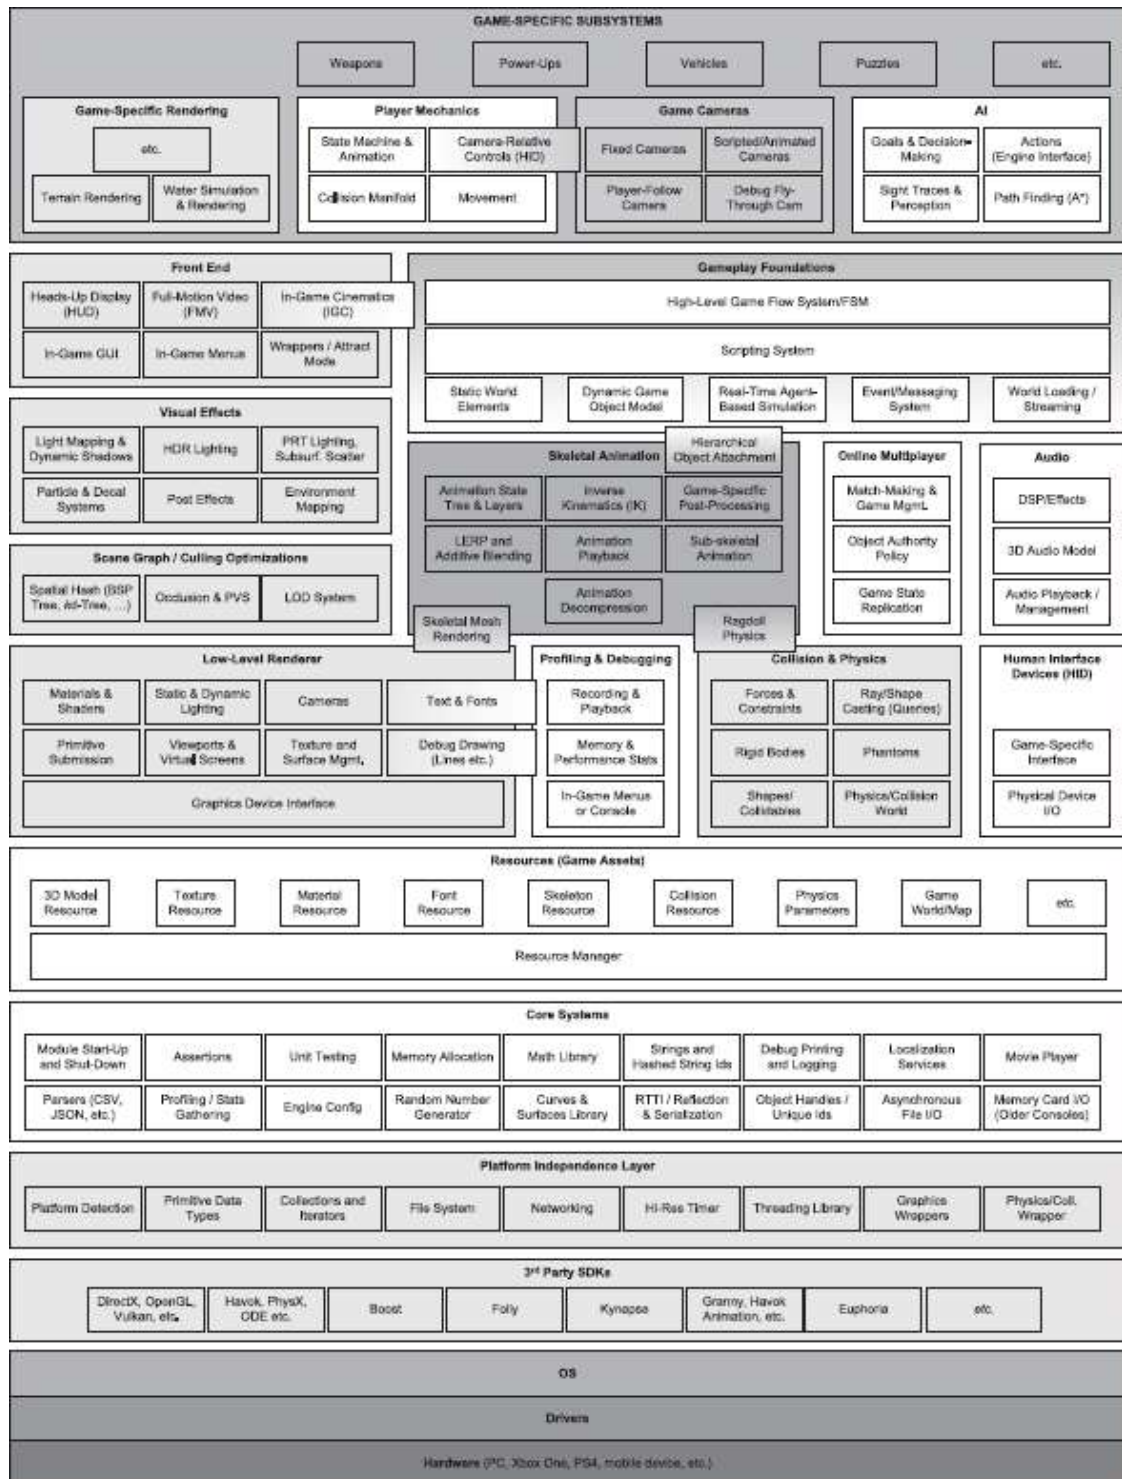 GAME-SPECIFIC SUBSYSTEMS
Weapons
Power-Ups
Vehicles
Puzzles
etc.
Game-Specific Rendering
etc.
Terrain Rendering
Water Simulation
& Rendering
Player Mechanics
State Machine &
Animation
Camera-Relative
Controls (HID)
Collision Manifold
Movement
Game Cameras
Fixed Cameras
Scripted/Animated
Cameras
Player-Follow
Camera
Debug Fly-
Through Cam
AI
Goals & Decision-
Making
Actions
(Engine Interface)
Sight Traces &
Perception
Path Finding (A*)
Front End
Heads-Up Display
(HUD)
Full-Motion Video
(FMV)
In-Game Cinematics
(IGC)
In-Game GUI
In-Game Menus
Wrappers / Attract
Mode
Gameplay Foundations
High-Level Game Flow System/FSM
Scripting System
Static World
Elements
Dynamic Game
Object Model
Real-Time Agent-
Based Simulation
Event/Messaging
System
World Loading /
Streaming
Visual Effects
Light Mapping &
Dynamic Shadows
HDR Lighting
PRT Lighting,
Subsurf. Scatter
Particle & Decal
Systems
Post Effects
Environment
Mapping
Hierarchical
Object Attachment
Skeletal Animation
Animation State
Tree & Layers
Inverse
Kinematics (IK)
Game-Specific
Post-Processing
LERP and
Additive Blending
Animation
Playback
Sub-skeletal
Animation
Animation
Decompression
Skeletal Mesh
Rendering
Ragdoll
Physics
Online Multiplayer
Match-Making &
Game Mgmt.
Object Authority
Policy
Game State
Replication
Audio
DSP/Effects
3D Audio Model
Audio Playback /
Management
Scene Graph / Culling Optimizations
Spatial Hash (BSP
Tree, kd-Tree, …)
Occlusion & PVS
LOD System
Low-Level Renderer
Materials &
Shaders
Static & Dynamic
Lighting
Cameras
Text & Fonts
Primitive
Submission
Viewports &
Virtual Screens
Texture and
Surface Mgmt.
Debug Drawing
(Lines etc.)
Graphics Device Interface
Profiling & Debugging
Recording &
Playback
Memory &
Performance Stats
In-Game Menus
or Console
Collision & Physics
Forces &
Constraints
Ray/Shape
Casting (Queries)
Rigid Bodies
Phantoms
Shapes/
Collidables
Physics/Collision
World
Human Interface
Devices (HID)
Game-Specific
Interface
Physical Device
I/O
Resources (Game Assets)
3D Model
Resource
Texture
Resource
Material
Resource
Font
Resource
Skeleton
Resource
Collision
Resource
Physics
Parameters
Game
World/Map
etc.
Resource Manager
Core Systems
Module Start-Up
and Shut-Down
Assertions
Unit Testing
Memory Allocation
Math Library
Strings and
Hashed String Ids
Debug Printing
and Logging
Localization
Services
Movie Player
Parsers (CSV,
JSON, etc.)
Profiling / Stats
Gathering
Engine Config
Random Number
Generator
Curves &
Surfaces Library
RTTI / Reflection
& Serialization
Object Handles /
Unique Ids
Asynchronous
File I/O
Memory Card I/O
(Older Consoles)
Platform Independence Layer
Platform Detection
Primitive Data
Types
Collections and
Iterators
File System
Networking
Hi-Res Timer
Threading Library
Graphics
Wrappers
Physics/Coll.
Wrapper
3rd Party SDKs
DirectX, OpenGL,
Vulkan, etc.
Havok, PhysX,
ODE etc.
Boost
Folly
Kynapse
Granny, Havok
Animation, etc.
Euphoria
etc.
OS
Drivers
Hardware (PC, Xbox One, PS4, mobile device, etc.)